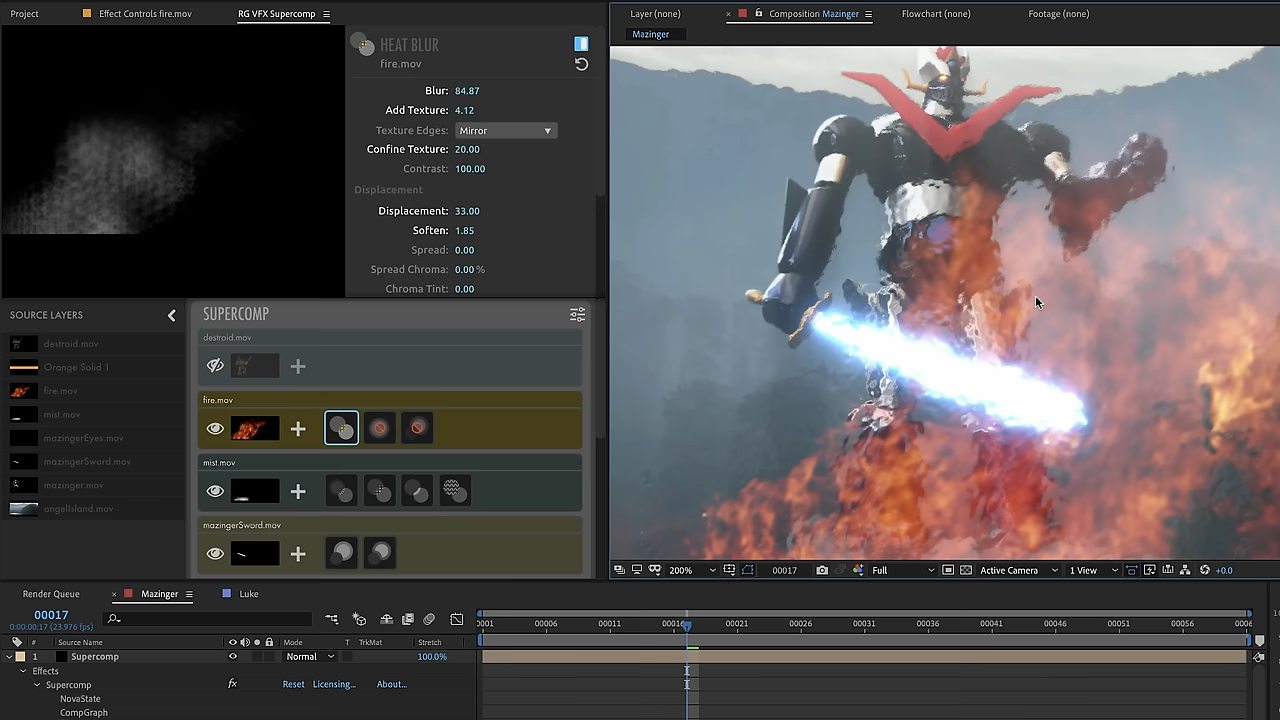 Project
Effect Controls fire.mov
RG VFX Supercomp
HEAT BLUR
fire.mov
Blur: 84.87
Add Texture: 4.12
Texture Edges: Mirror
Confine Texture: 20.00
Contrast: 100.00
Displacement
Displacement: 33.00
Soften: 1.85
Spread: 0.00
Spread Chroma: 0.00 %
Chroma Tint: 0.00
Layer (none)
Composition Mazinger
Flowchart (none)
Footage (none)
Mazinger
SOURCE LAYERS
destroid.mov
Orange Solid 1
fire.mov
mist.mov
mazingerEyes.mov
mazingerSword.mov
mazinger.mov
angelIsland.mov
SUPERCOMP
destroid.mov
fire.mov
mist.mov
mazingerSword.mov
200%
00017
Full
Active Camera
1 View
+0.0
Render Queue
Mazinger
Luke
00017
0:00:00:17 (23.976 fps)
0001 00006 00011 00016 00021 00026 00031 00036 00041 00046 00051 00056 0006
# Source Name Mode T TrkMat Stretch
1 Supercomp Normal 100.0%
Effects
Supercomp fx Reset Licensing... About...
NovaState
CompGraph